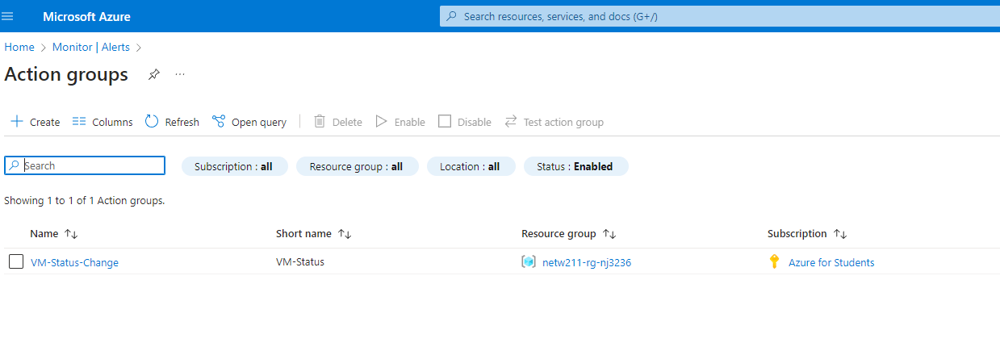 Microsoft Azure
Search resources, services, and docs (G+/)
Home > Monitor | Alerts >
Action groups ...
Create Columns Refresh Open query Delete Enable Disable Test action group
Search Subscription : all Resource group : all Location : all Status : Enabled
Showing 1 to 1 of 1 Action groups.
Name Short name Resource group Subscription
VM-Status-Change VM-Status netw211-rg-nj3236 Azure for Students